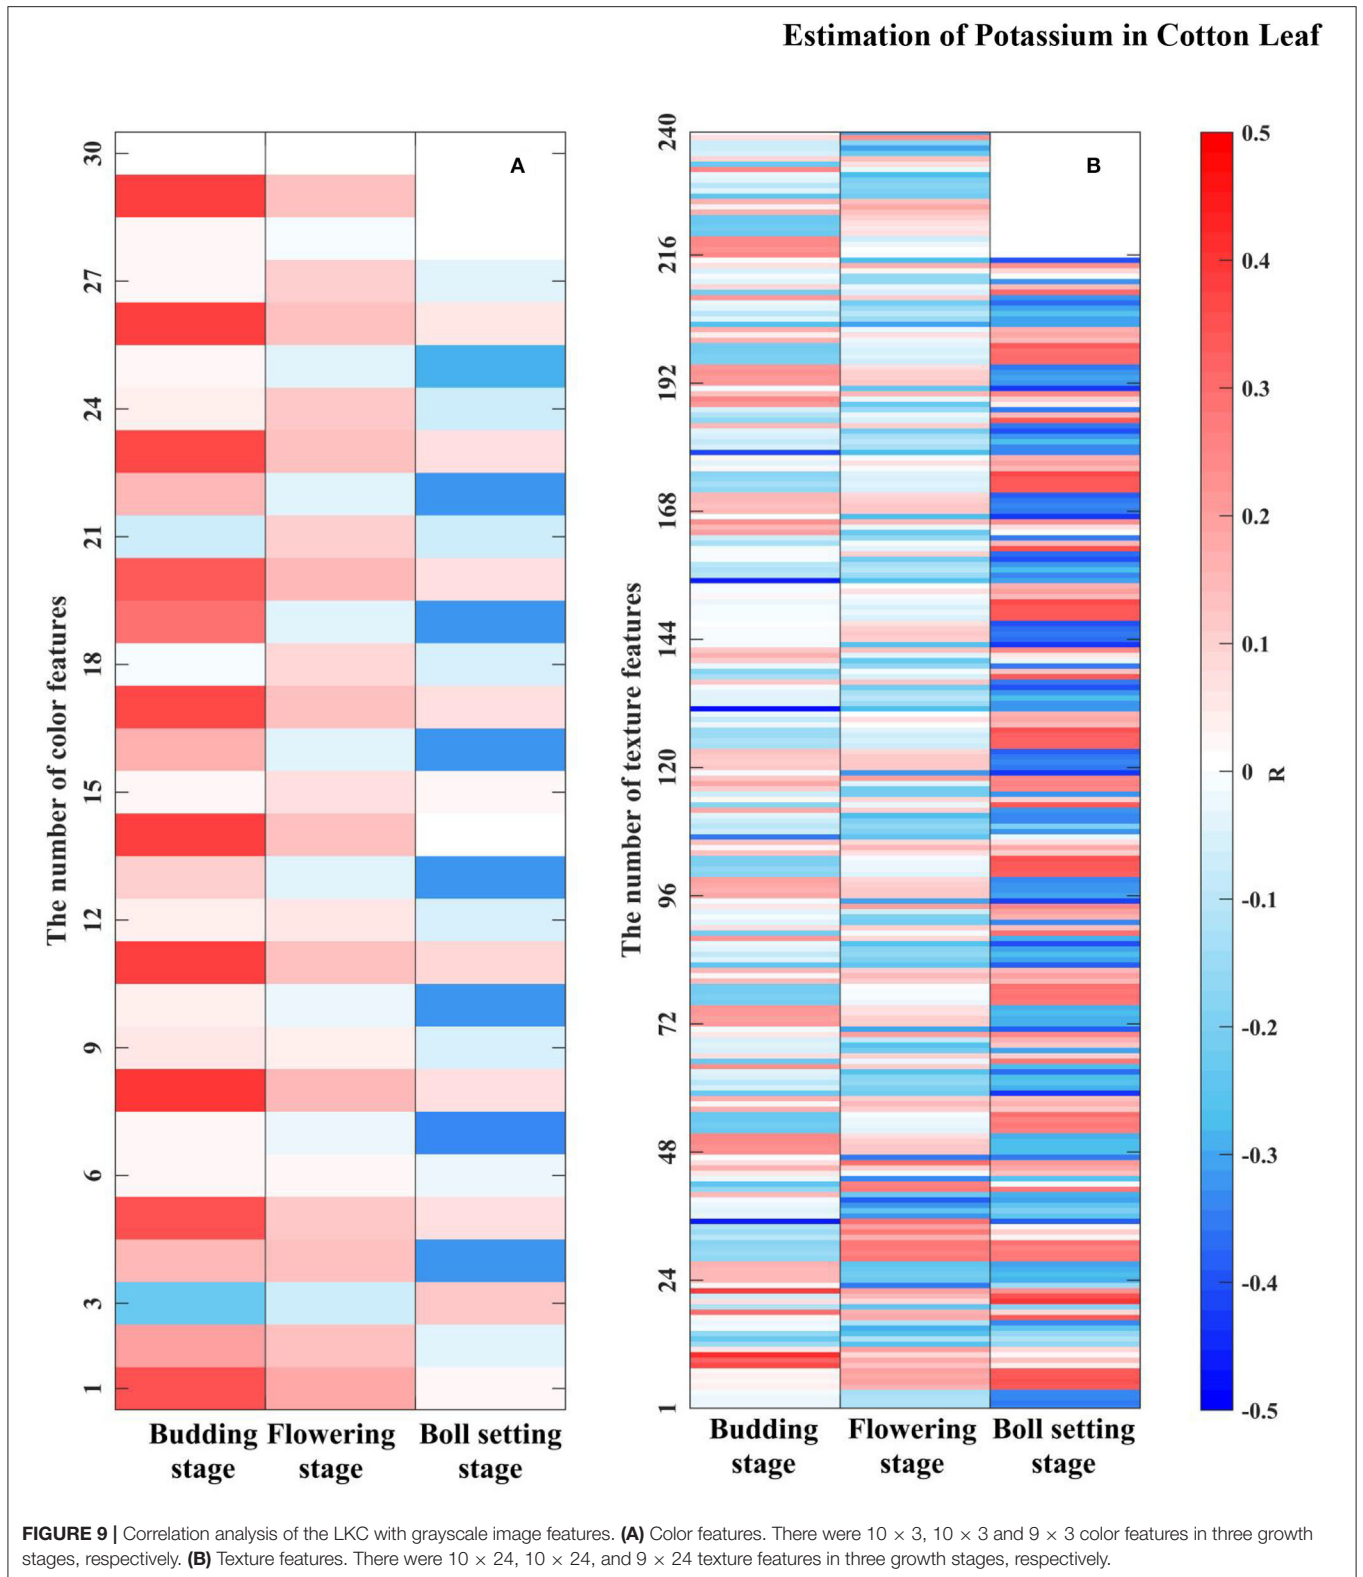 Estimation of Potassium in Cotton Leaf
The number of color features
30
27
24
21
18
15
12
9
6
3
1
A
Budding Flowering Boll setting
stage stage stage
The number of texture features
240
216
192
168
144
120
96
72
48
24
1
B
Budding Flowering Boll setting
stage stage stage
0.5
0.4
0.3
0.2
0.1
0
-0.1
-0.2
-0.3
-0.4
-0.5
R
FIGURE 9 | Correlation analysis of the LKC with grayscale image features. (A) Color features. There were 10 × 3, 10 × 3 and 9 × 3 color features in three growth
stages, respectively. (B) Texture features. There were 10 × 24, 10 × 24, and 9 × 24 texture features in three growth stages, respectively.